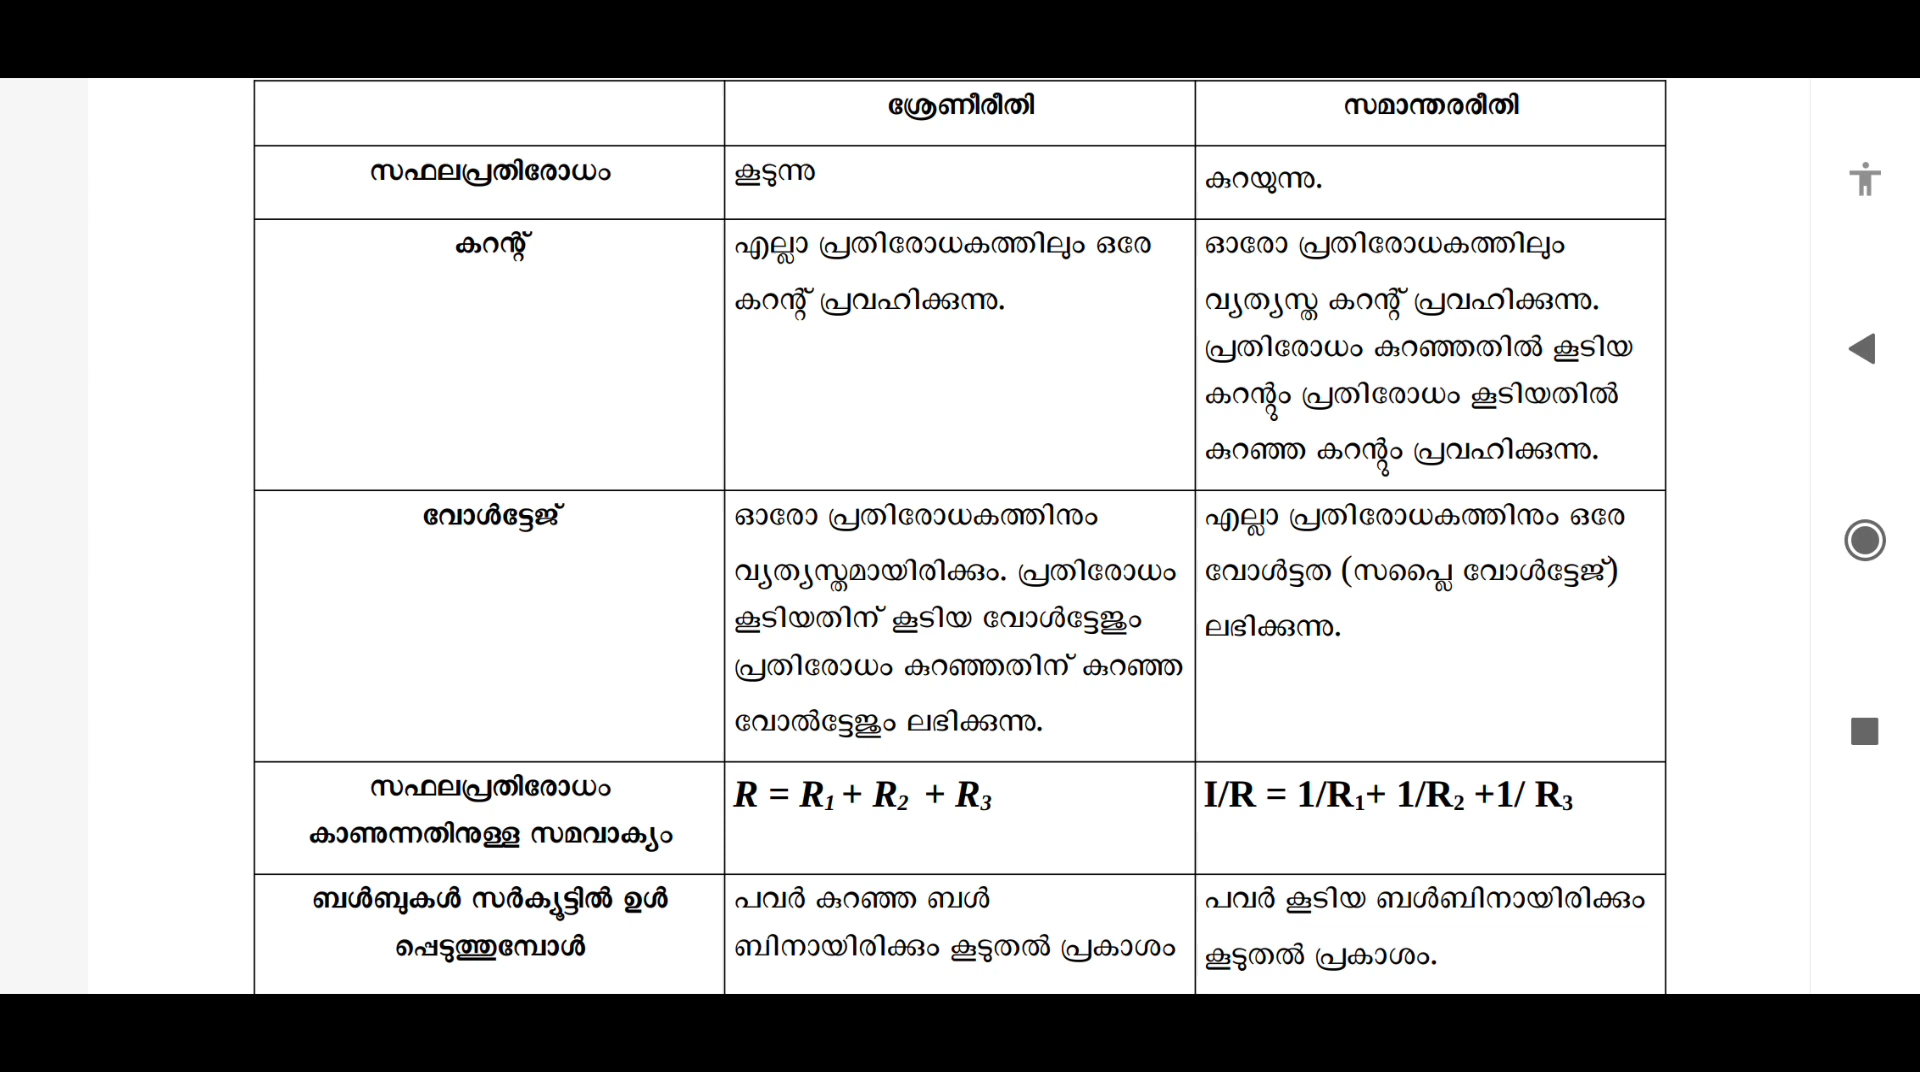 ശ്രേണീരീതി
സമാന്തരരീതി
സഫലപ്രതിരോധം
കൂടുന്നു
കുറയുന്നു.
കറന്റ്
എല്ലാ പ്രതിരോധകത്തിലും ഒരേ
കറന്റ് പ്രവഹിക്കുന്നു.
ഓരോ പ്രതിരോധകത്തിലും
വ്യത്യസ്ത കറന്റ് പ്രവഹിക്കുന്നു.
പ്രതിരോധം കുറഞ്ഞതിൽ കൂടിയ
കറന്റും പ്രതിരോധം കൂടിയതിൽ
കുറഞ്ഞ കറന്റും പ്രവഹിക്കുന്നു.
വോൾട്ടേജ്
ഓരോ പ്രതിരോധകത്തിനും
വ്യത്യസ്തമായിരിക്കും. പ്രതിരോധം
കൂടിയതിന് കൂടിയ വോൾട്ടേജും
പ്രതിരോധം കുറഞ്ഞതിന് കുറഞ്ഞ
വോൽട്ടേജും ലഭിക്കുന്നു.
എല്ലാ പ്രതിരോധകത്തിനും ഒരേ
വോൾട്ടത (സപ്ലൈ വോൾട്ടേജ്)
ലഭിക്കുന്നു.
സഫലപ്രതിരോധം
കാണുന്നതിനുള്ള സമവാക്യം
R = R₁ + R₂ + R₃
I/R = 1/R₁+ 1/R₂ +1/ R₃
ബൾബുകൾ സർക്യൂട്ടിൽ ഉൾ
പ്പെടുത്തുമ്പോൾ
പവർ കുറഞ്ഞ ബൾ
ബിനായിരിക്കും കൂടുതൽ പ്രകാശം
പവർ കൂടിയ ബൾബിനായിരിക്കും
കൂടുതൽ പ്രകാശം.